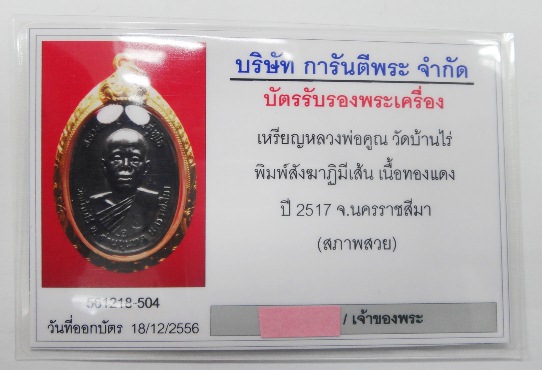 บริษัท การันตีพระ จำกัด
บัตรรับรองพระเครื่อง
เหรียญหลวงพ่อคูณ วัดบ้านไร่
พิมพ์สังฆาฏิมีเส้น เนื้อทองแดง
ปี 2517 จ.นครราชสีมา
(สภาพสวย)
561218-504
วันที่ออกบัตร 18/12/2556
/ เจ้าของพระ